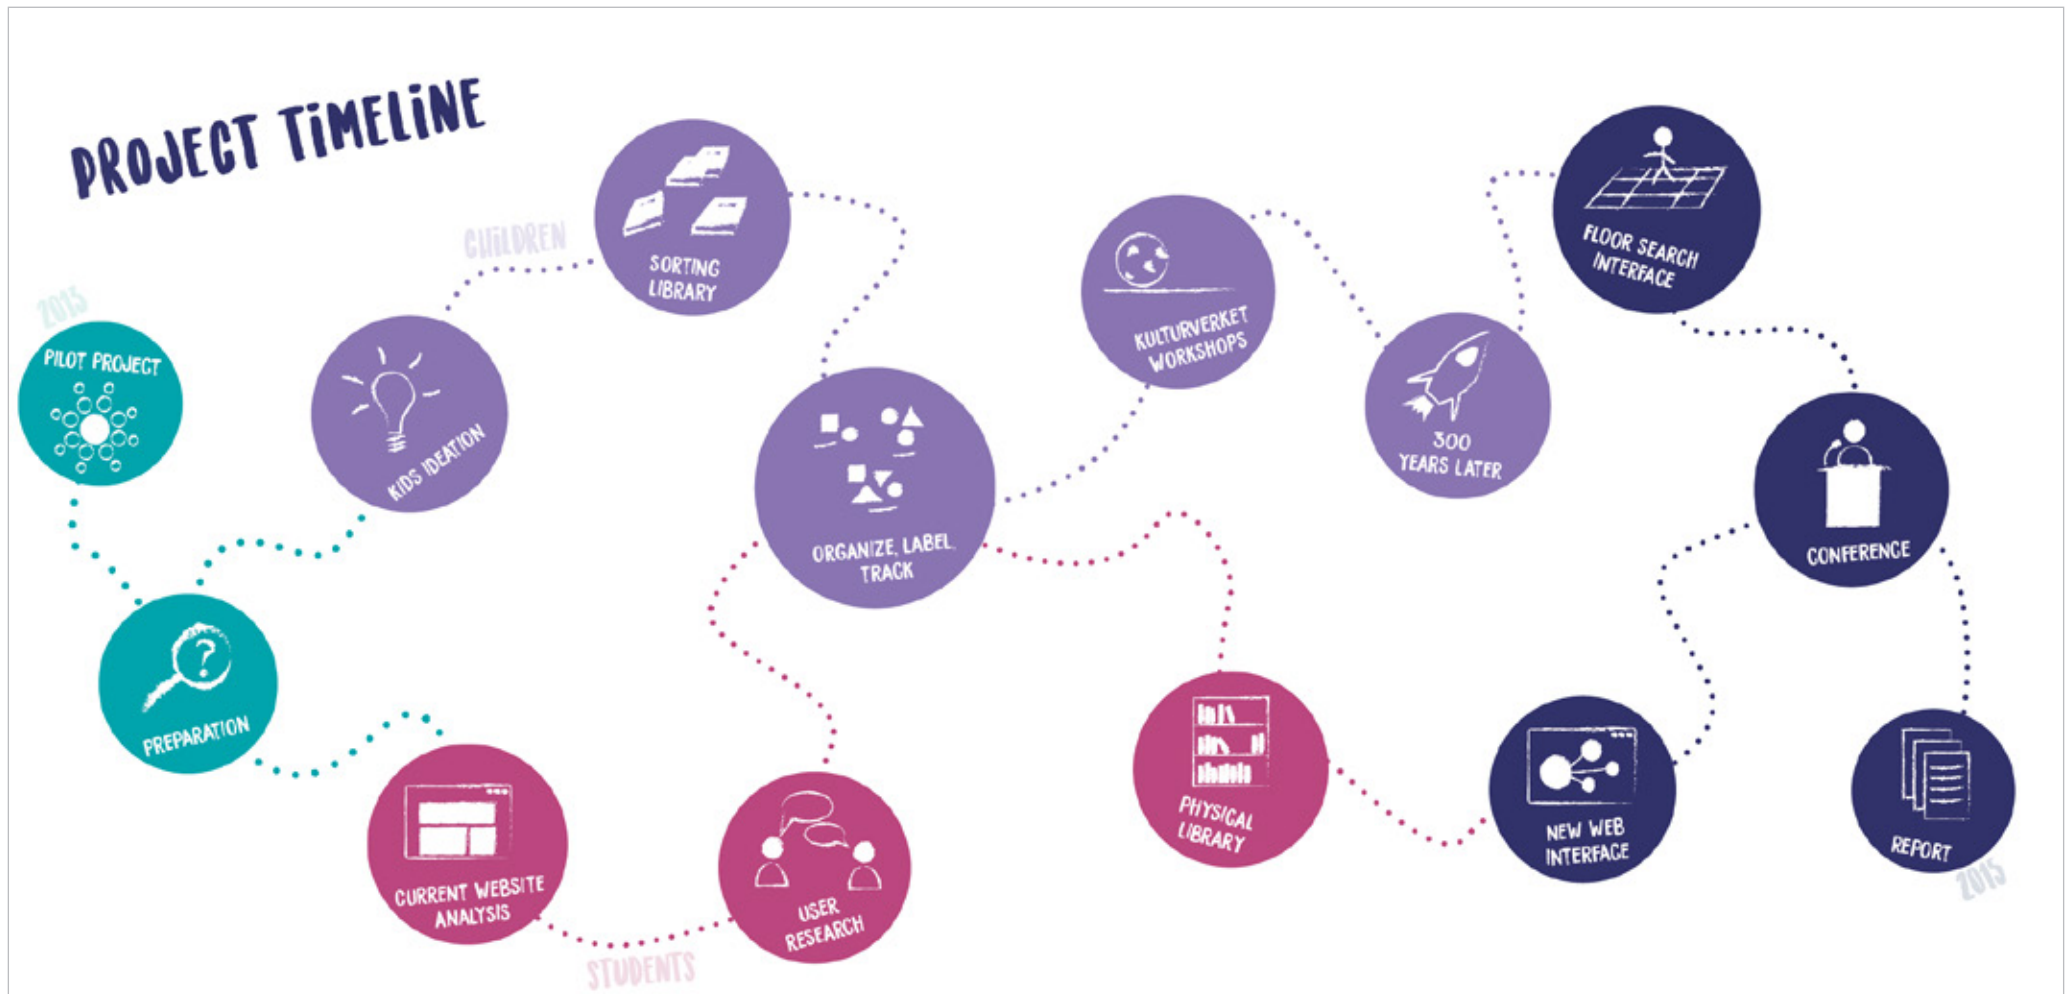 PROJECT TIMELINE
2015
PILOT PROJECT
PREPARATION
KIDS IDEATION
CHILDREN
SORTING
LIBRARY
CURRENT WEBSITE
ANALYSIS
STUDENTS
USER
RESEARCH
ORGANIZE, LABEL,
TRACK
KULTURVERKET
WORKSHOPS
300
YEARS LATER
FLOOR SEARCH
INTERFACE
PHYSICAL
LIBRARY
NEW WEB
INTERFACE
CONFERENCE
REPORT
2015